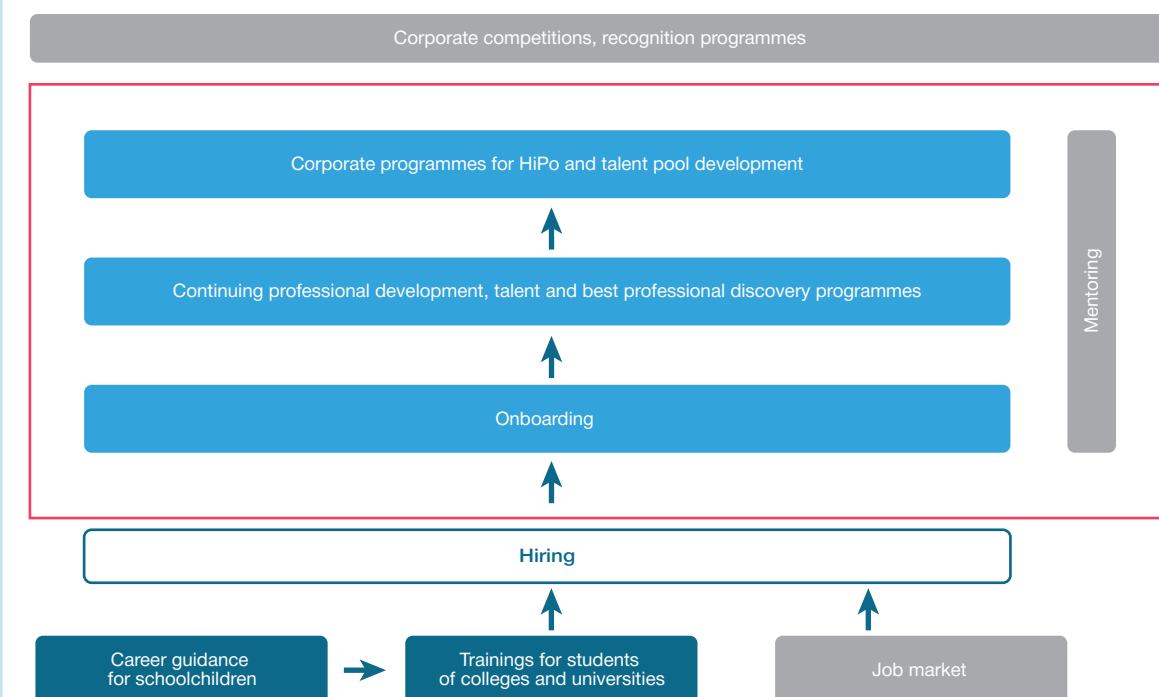 Corporate competitions, recognition programmes
Corporate programmes for HiPo and talent pool development
Mentoring
Continuing professional development, talent and best professional discovery programmes
Onboarding
Hiring
Career guidance
for schoolchildren
Trainings for students
of colleges and universities
Job market